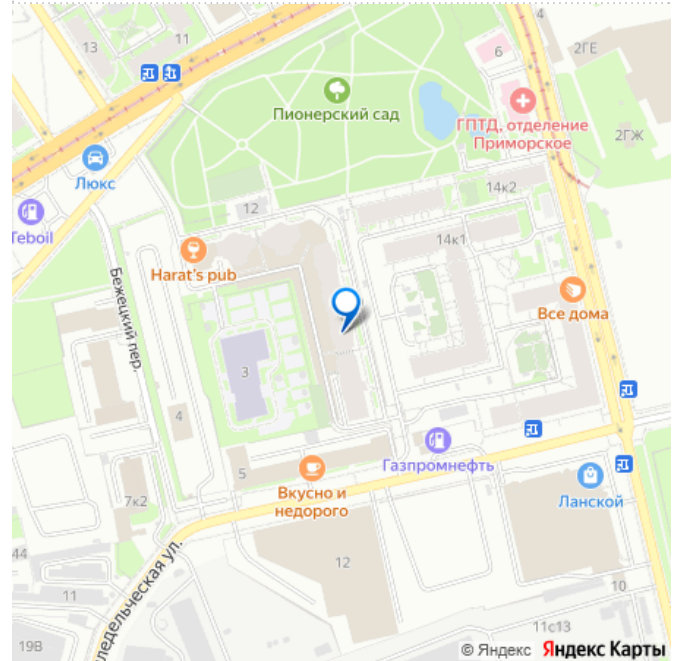 4
13
11
6
2ГЕ
Пионерский сад
ГПТД, отделение
Приморское
2ГЖ
Люкс
14к2
12
Teboil
14к1
Harat's pub
Все дома
Бежецкий пер.
3
4
Газпромнефть
5
Вкусно и
недорого
Ланской
7к2
44
12
11
10
ледельческая ул.
11с13
19В
© Яндекс Яндекс Карты